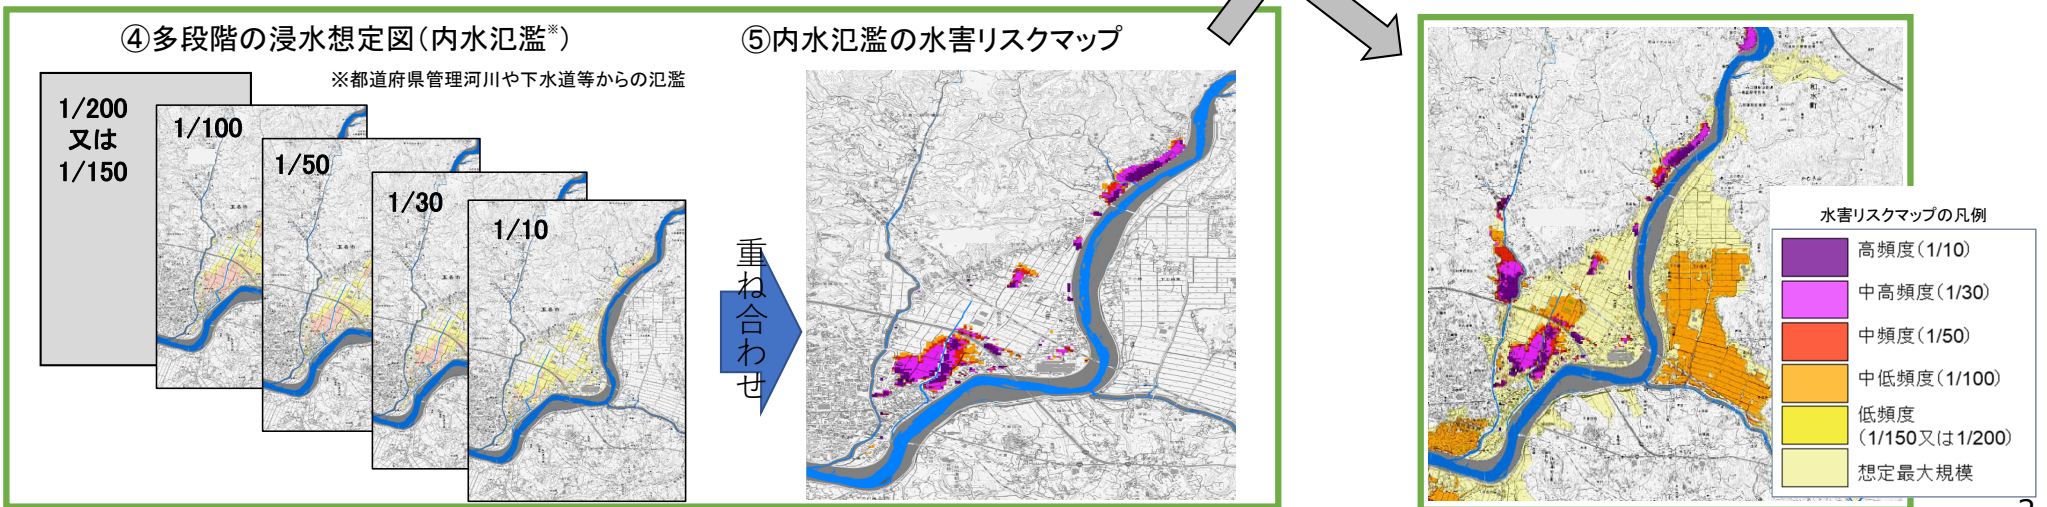 ④多段階の浸水想定図(内水氾濫※)
※都道府県管理河川や下水道等からの氾濫
1/200
又は
1/150
1/100
1/50
1/30
1/10
重ね合わせ
⑤内水氾濫の水害リスクマップ
水害リスクマップの凡例
高頻度(1/10)
中高頻度(1/30)
中頻度(1/50)
中低頻度(1/100)
低頻度
(1/150又は1/200)
想定最大規模